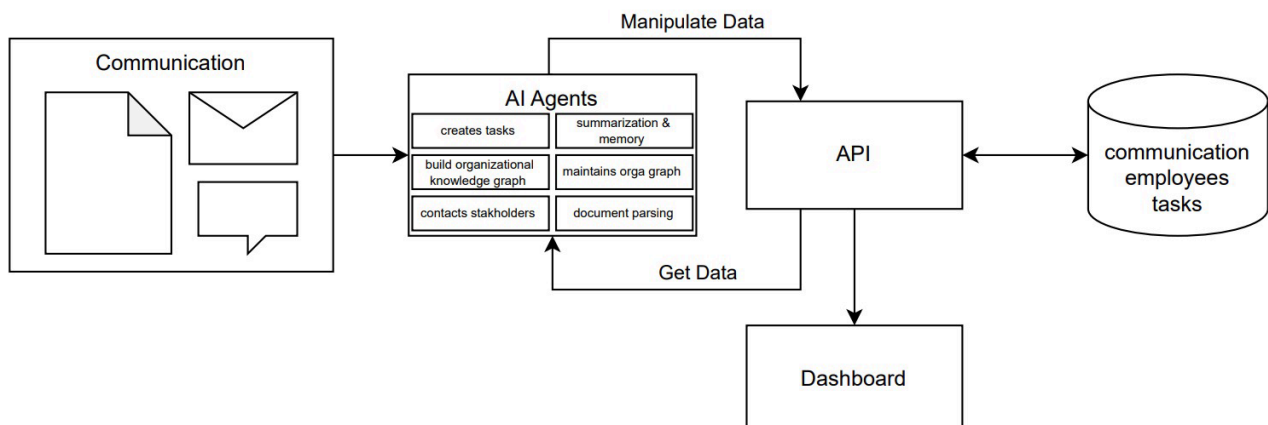 Manipulate Data
Communication
AI Agents
creates tasks
summarization &
memory
build organizational
knowledge graph
maintains orga graph
contacts stakholders
document parsing
API
communication
employees
tasks
Get Data
Dashboard